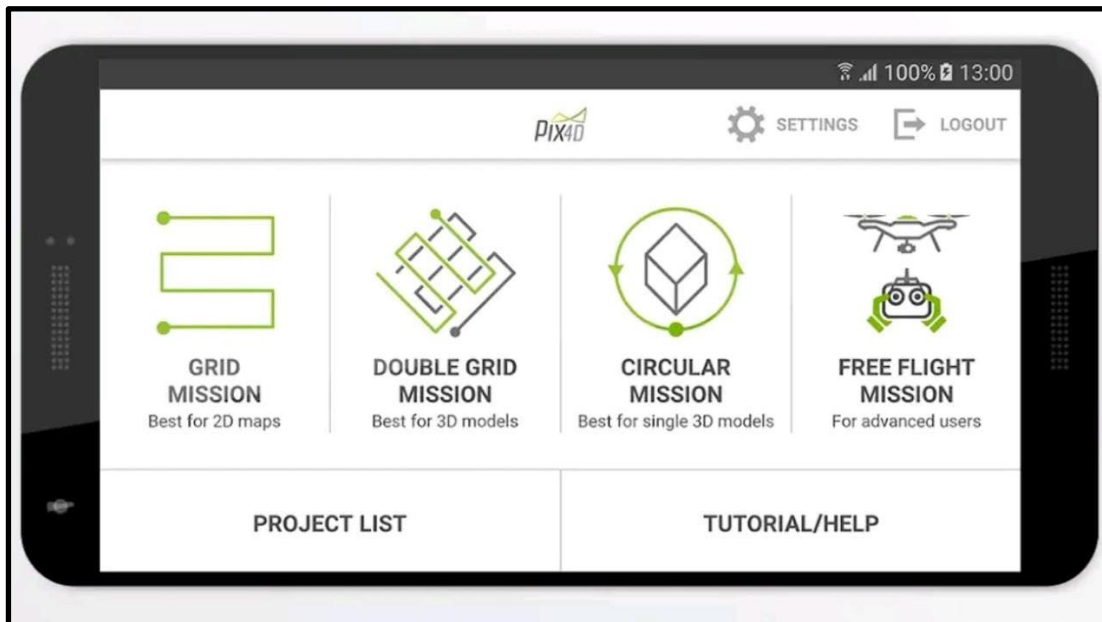 100% 13:00
PIX4D
SETTINGS
LOGOUT
GRID
MISSION
Best for 2D maps
DOUBLE GRID
MISSION
Best for 3D models
CIRCULAR
MISSION
Best for single 3D models
FREE FLIGHT
MISSION
For advanced users
PROJECT LIST
TUTORIAL/HELP